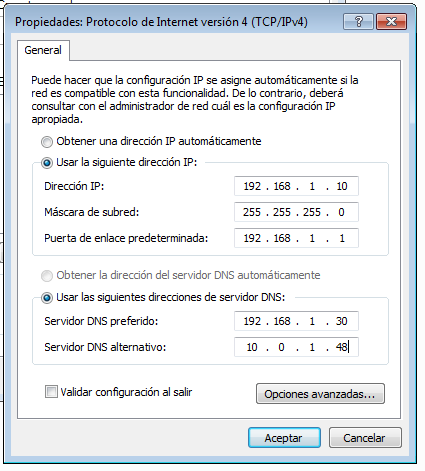 Propiedades: Protocolo de Internet versión 4 (TCP/IPv4)
General
Puede hacer que la configuración IP se asigne automáticamente si la
red es compatible con esta funcionalidad. De lo contrario, deberá
consultar con el administrador de red cuál es la configuración IP
apropiada.
Obtener una dirección IP automáticamente
Usar la siguiente dirección IP:
Dirección IP: 192 . 168 . 1 . 10
Máscara de subred: 255 . 255 . 255 . 0
Puerta de enlace predeterminada: 192 . 168 . 1 . 1
Obtener la dirección del servidor DNS automáticamente
Usar las siguientes direcciones de servidor DNS:
Servidor DNS preferido: 192 . 168 . 1 . 30
Servidor DNS alternativo: 10 . 0 . 1 . 48
Validar configuración al salir
Opciones avanzadas...
Aceptar Cancelar